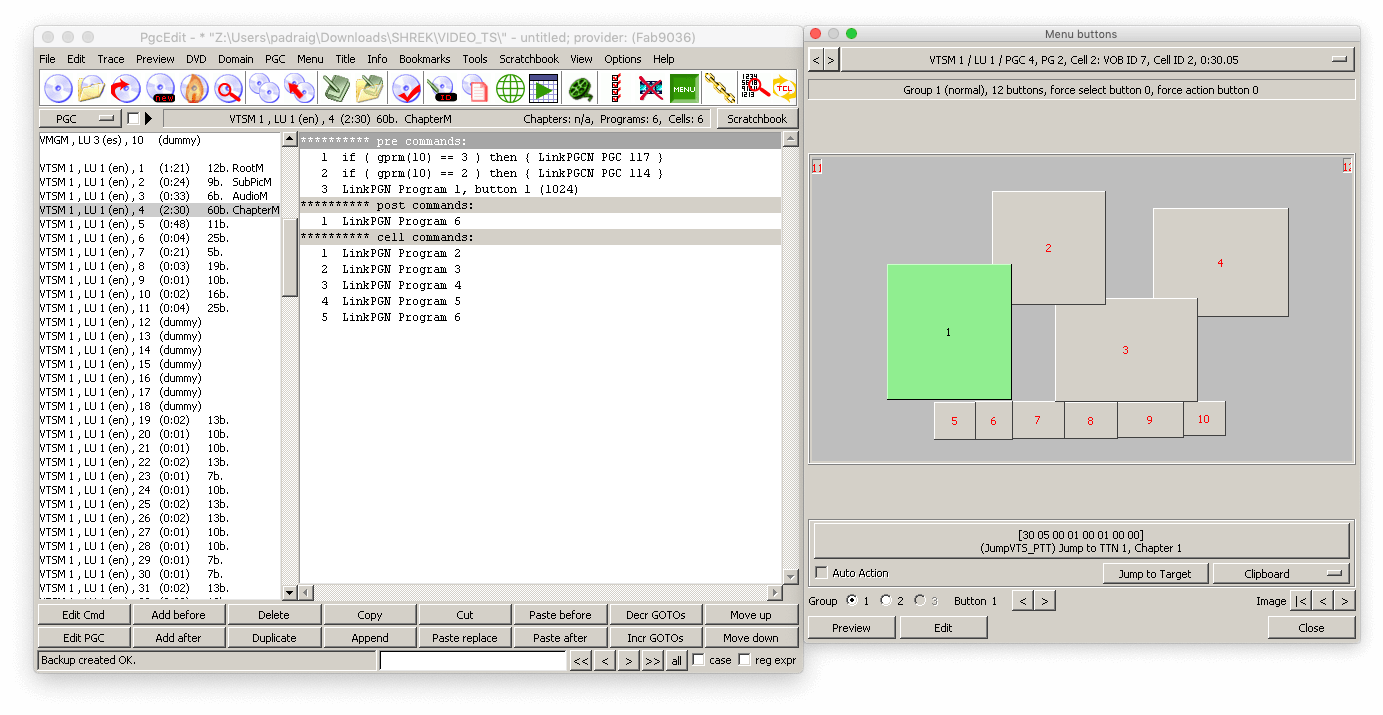 PgcEdit - * "Z:\Users\padraig\Downloads\SHREK\VIDEO_TS\" - untitled; provider: (Fab9036)
File Edit Trace Preview DVD Domain PGC Menu Title Info Bookmarks Tools Scratchbook View Options Help
new ID MENU 1234 TCL
PGC VTSM 1 , LU 1 (en) , 4 (2:30) 60b. ChapterM Chapters: n/a, Programs: 6, Cells: 6 Scratchbook
VMGM , LU 3 (es) , 10 (dummy)
VTSM 1 , LU 1 (en) , 1 (1:21) 12b. RootM
VTSM 1 , LU 1 (en) , 2 (0:24) 9b. SubPicM
VTSM 1 , LU 1 (en) , 3 (0:33) 6b. AudioM
VTSM 1 , LU 1 (en) , 4 (2:30) 60b. ChapterM
VTSM 1 , LU 1 (en) , 5 (0:48) 11b.
VTSM 1 , LU 1 (en) , 6 (0:04) 25b.
VTSM 1 , LU 1 (en) , 7 (0:21) 5b.
VTSM 1 , LU 1 (en) , 8 (0:03) 19b.
VTSM 1 , LU 1 (en) , 9 (0:01) 10b.
VTSM 1 , LU 1 (en) , 10 (0:02) 16b.
VTSM 1 , LU 1 (en) , 11 (0:04) 25b.
VTSM 1 , LU 1 (en) , 12 (dummy)
VTSM 1 , LU 1 (en) , 13 (dummy)
VTSM 1 , LU 1 (en) , 14 (dummy)
VTSM 1 , LU 1 (en) , 15 (dummy)
VTSM 1 , LU 1 (en) , 16 (dummy)
VTSM 1 , LU 1 (en) , 17 (dummy)
VTSM 1 , LU 1 (en) , 18 (dummy)
VTSM 1 , LU 1 (en) , 19 (0:02) 13b.
VTSM 1 , LU 1 (en) , 20 (0:01) 10b.
VTSM 1 , LU 1 (en) , 21 (0:01) 10b.
VTSM 1 , LU 1 (en) , 22 (0:02) 13b.
VTSM 1 , LU 1 (en) , 23 (0:01) 7b.
VTSM 1 , LU 1 (en) , 24 (0:01) 10b.
VTSM 1 , LU 1 (en) , 25 (0:02) 13b.
VTSM 1 , LU 1 (en) , 26 (0:02) 13b.
VTSM 1 , LU 1 (en) , 27 (0:01) 10b.
VTSM 1 , LU 1 (en) , 28 (0:01) 10b.
VTSM 1 , LU 1 (en) , 29 (0:01) 7b.
VTSM 1 , LU 1 (en) , 30 (0:01) 7b.
VTSM 1 , LU 1 (en) , 31 (0:02) 13b.
********** pre commands:
1 if ( gprm(10) == 3 ) then { LinkPGCN PGC 117 }
2 if ( gprm(10) == 2 ) then { LinkPGCN PGC 114 }
3 LinkPGN Program 1, button 1 (1024)
********** post commands:
1 LinkPGN Program 6
********** cell commands:
1 LinkPGN Program 2
2 LinkPGN Program 3
3 LinkPGN Program 4
4 LinkPGN Program 5
5 LinkPGN Program 6
Edit Cmd Add before Delete Copy Cut Paste before Decr GOTOs Move up
Edit PGC Add after Duplicate Append Paste replace Paste after Incr GOTOs Move down
Backup created OK. << < > >> all case reg expr
Menu buttons
< > VTSM 1 / LU 1 / PGC 4, PG 2, Cell 2: VOB ID 7, Cell ID 2, 0:30.05
Group 1 (normal), 12 buttons, force select button 0, force action button 0
11 12
2
4
1
3
5 6 7 8 9 10
[30 05 00 01 00 01 00 00]
(JumpVTS_PTT) Jump to TTN 1, Chapter 1
Auto Action Jump to Target Clipboard
Group 1 2 3 Button 1 < > Image |< < >
Preview Edit Close